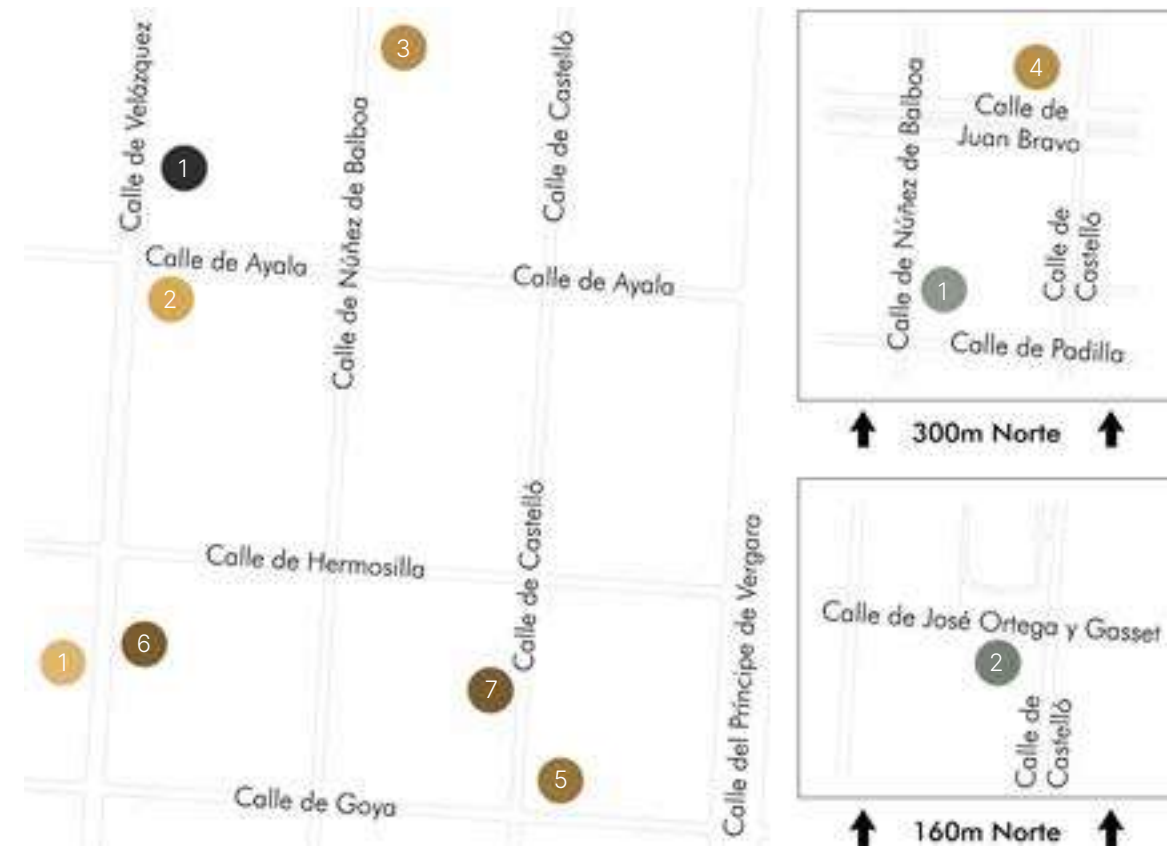 Calle de Velázquez
3
Calle de Castelló
1
Calle de Núñez de Balboa
Calle de Ayala
Calle de Ayala
2
Calle de Castelló
Calle de Hermosilla
Calle del Príncipe de Vergara
1
6
7
5
Calle de Goya
4
Calle de
Juan Bravo
Calle de Núñez de Balboa
Calle de
Castelló
1
Calle de Padilla
300m Norte
Calle de José Ortega y Gasset
2
Calle de
Castelló
160m Norte